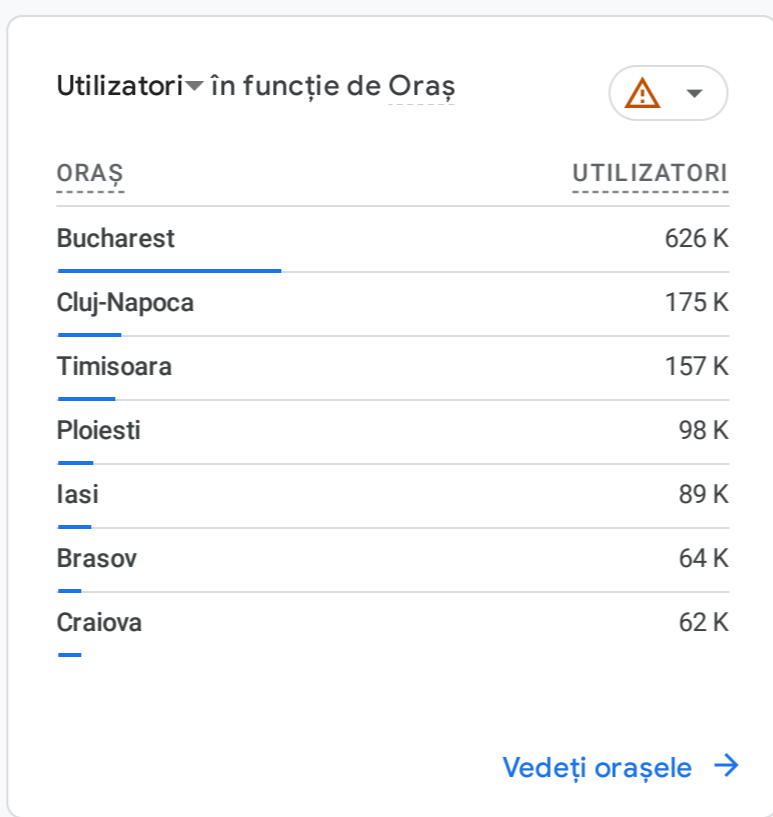 Utilizatori în funcție de Oraș
ORAȘ UTILIZATORI
Bucharest 626 K
Cluj-Napoca 175 K
Timisoara 157 K
Ploiesti 98 K
Iasi 89 K
Brasov 64 K
Craiova 62 K
Vedeți orașele